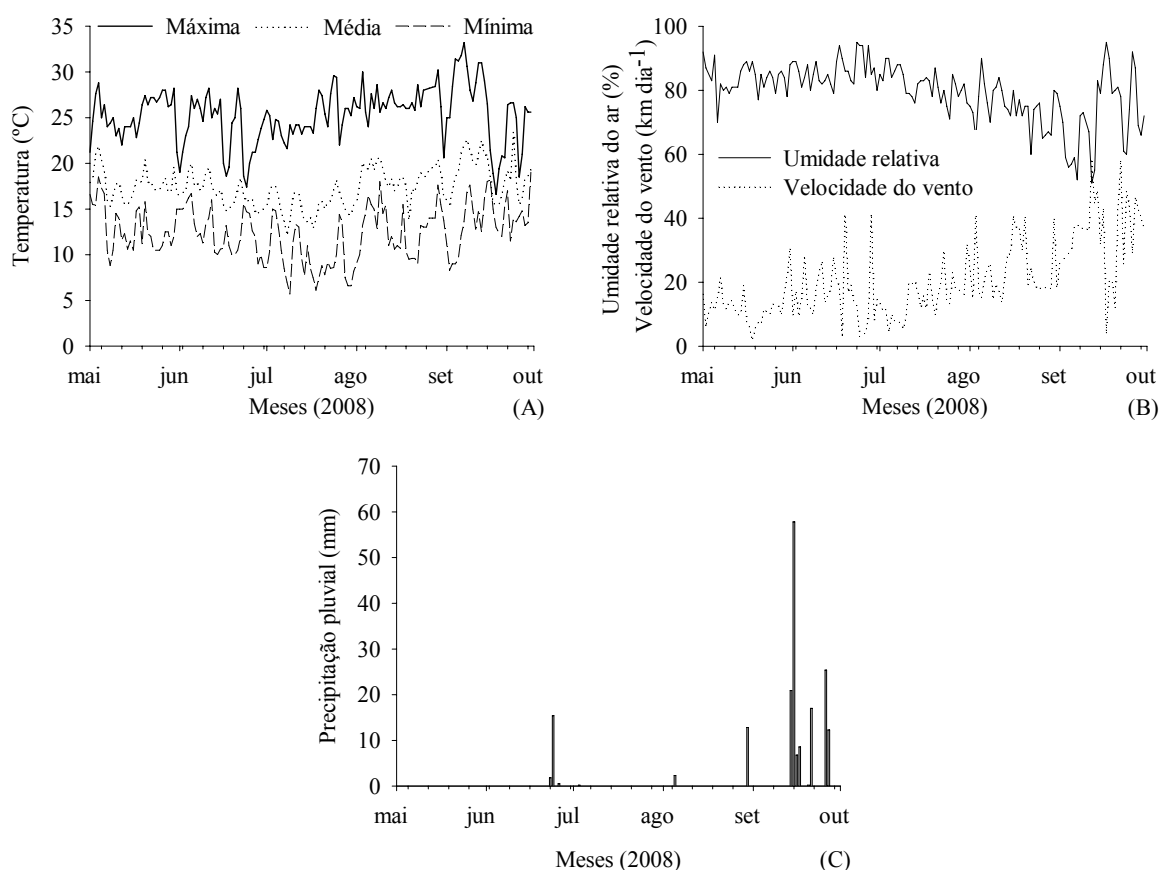 35
Máxima Média Mínima
30
25
20
15
10
5
0
Temperatura (ºC)
mai jun jul ago set out
Meses (2008) (A)
100
80
60
40
20
0
Umidade relativa do ar (%)
Velocidade do vento (km dia-1)
Umidade relativa
Velocidade do vento
mai jun jul ago set out
Meses (2008) (B)
70
60
50
40
30
20
10
0
Precipitação pluvial (mm)
mai jun jul ago set out
Meses (2008) (C)